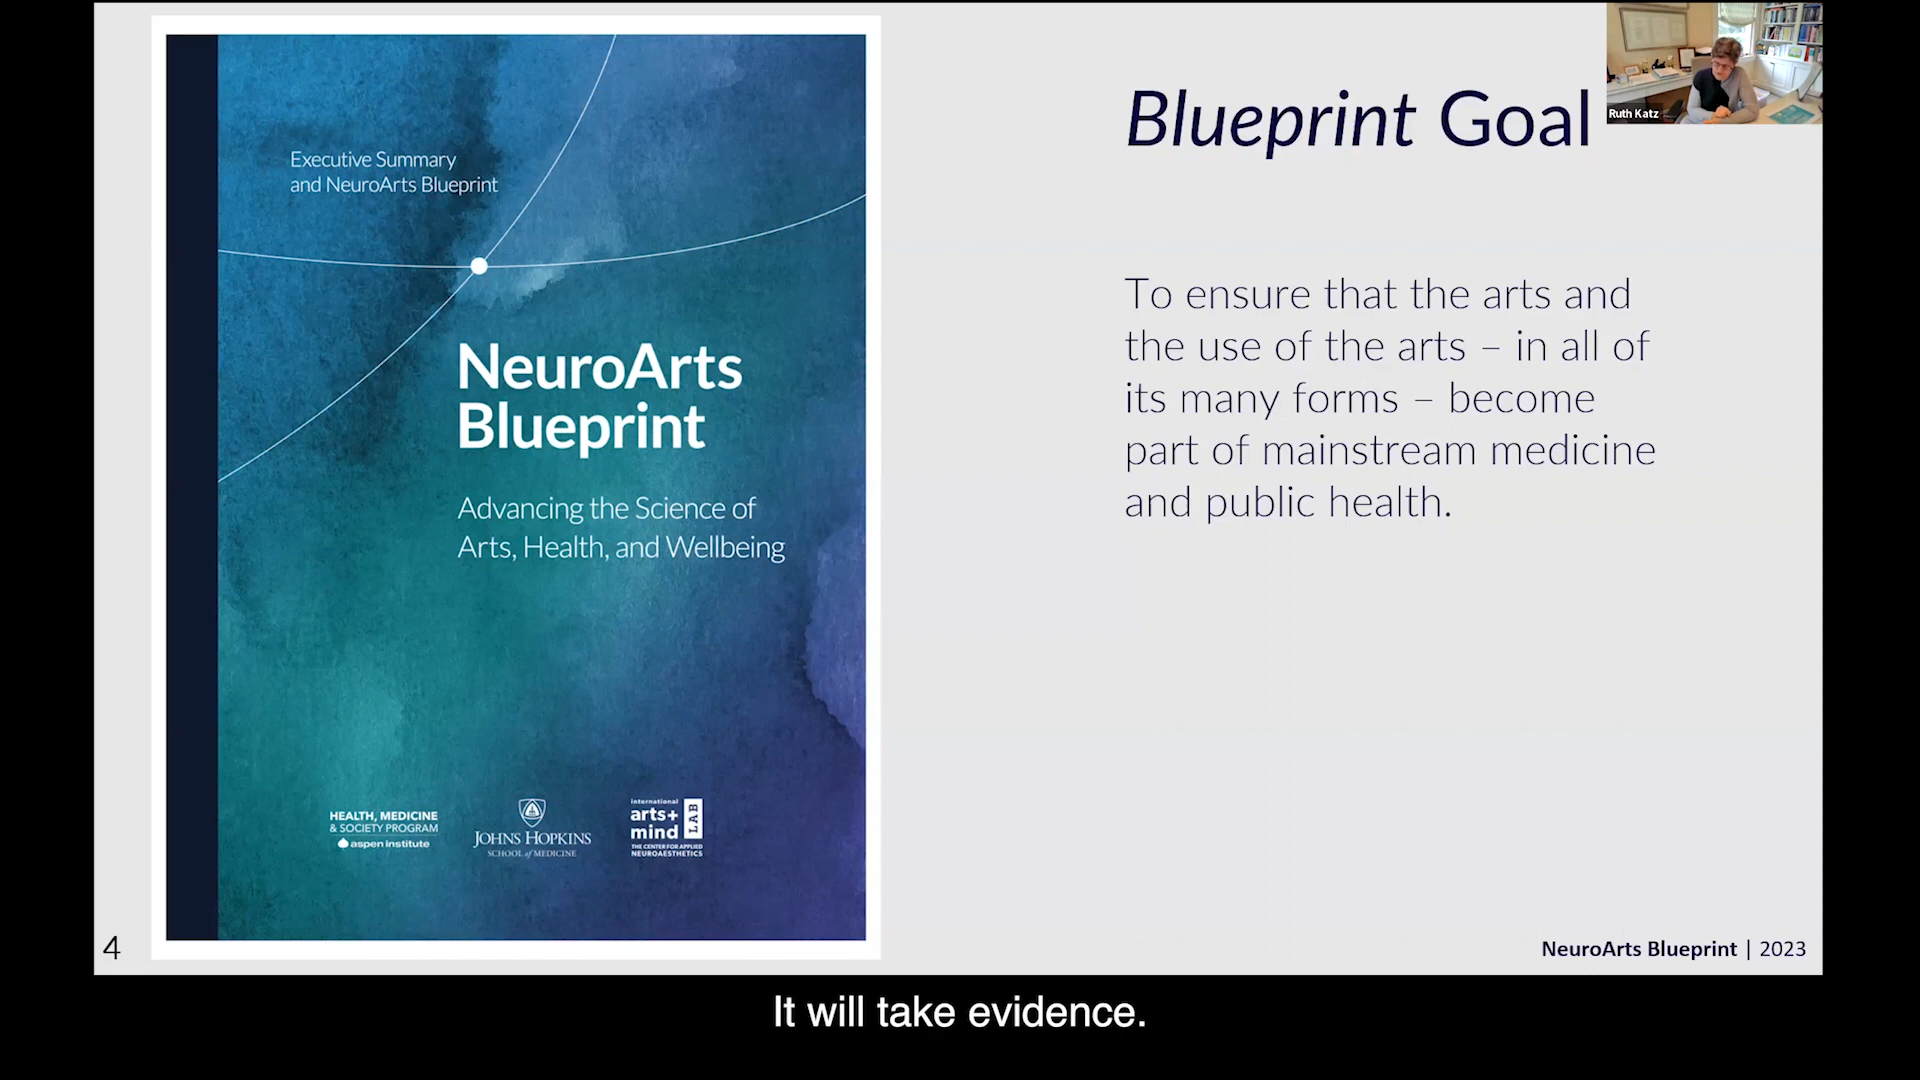 Blueprint Goal
Ruth Katz
Executive Summary
and NeuroArts Blueprint
NeuroArts
Blueprint
Advancing the Science of
Arts, Health, and Wellbeing
HEALTH, MEDICINE
& SOCIETY PROGRAM
aspen institute
JOHNS HOPKINS
SCHOOL of MEDICINE
international
arts+
mind
LAB
THE CENTER FOR APPLIED
NEUROAESTHETICS
To ensure that the arts and
the use of the arts – in all of
its many forms – become
part of mainstream medicine
and public health.
4
NeuroArts Blueprint | 2023
It will take evidence.